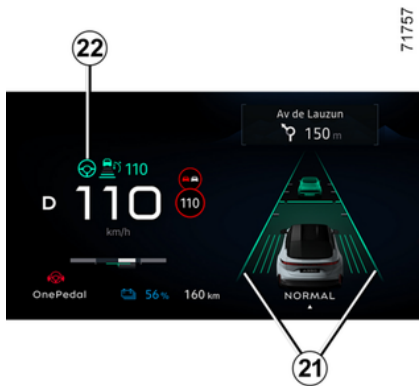 71757
22
Av de Lauzun
150 m
110
D
110
110
km/h
OnePedal
56 %
160 km
NORMAL
21